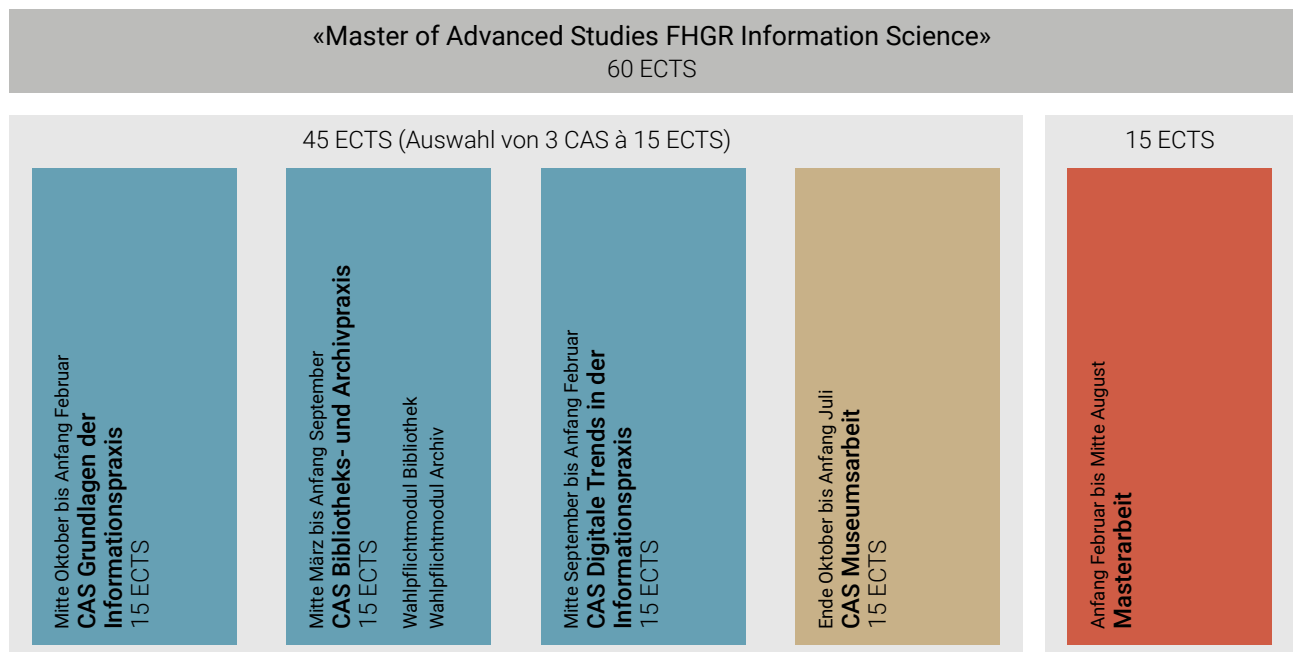 «Master of Advanced Studies FHGR Information Science»
60 ECTS
45 ECTS (Auswahl von 3 CAS à 15 ECTS)
15 ECTS
Mitte Oktober bis Anfang Februar
CAS Grundlagen der
Informationspraxis
15 ECTS
Mitte März bis Anfang September
CAS Bibliotheks- und Archivpraxis
15 ECTS
Wahlpflichtmodul Bibliothek
Wahlpflichtmodul Archiv
Mitte September bis Anfang Februar
CAS Digitale Trends in der
Informationspraxis
15 ECTS
Ende Oktober bis Anfang Juli
CAS Museumsarbeit
15 ECTS
Anfang Februar bis Mitte August
Masterarbeit